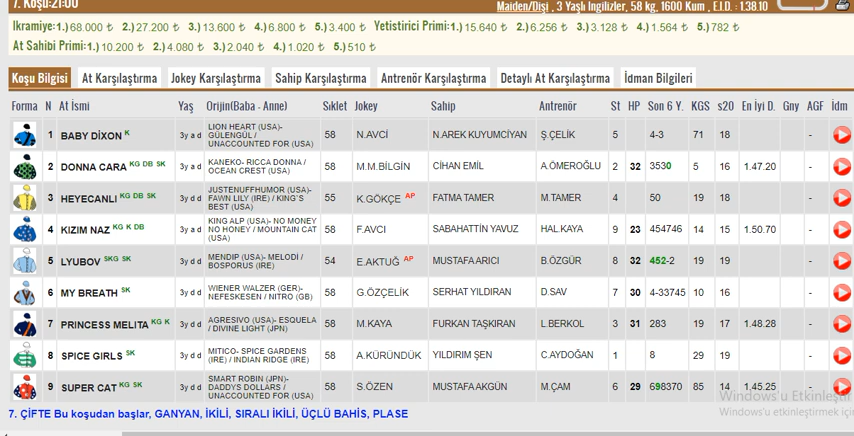 7. Koşu:21:00
Maiden/Dişi , 3 Yaşlı İngilizler, 58 kg, 1600 Kum , E.İ.D. : 1.38.10
Ikramiye:1.)68.000 ₺ 2.)27.200 ₺ 3.)13.600 ₺ 4.)6.800 ₺ 5.)3.400 ₺ Yetistirici Primi:1.)15.640 ₺ 2.)6.256 ₺ 3.)3.128 ₺ 4.)1.564 ₺ 5.)782 ₺
At Sahibi Primi:1.)10.200 ₺ 2.)4.080 ₺ 3.)2.040 ₺ 4.)1.020 ₺ 5.)510 ₺
Koşu Bilgisi At Karşılaştırma Jokey Karşılaştırma Sahip Karşılaştırma Antrenör Karşılaştırma Detaylı At Karşılaştırma İdman Bilgileri
Forma N At İsmi Yaş Orijin(Baba - Anne) Sıklet Jokey Sahip Antrenör St HP Son 6 Y. KGS s20 En İyi D. Gny AGF İdm
1 BABY DİXON K 3y a d LION HEART (USA)- GÜLENGÜL / UNACCOUNTED FOR (USA) 58 N.AVCİ N.AREK KUYUMCİYAN Ş.ÇELİK 5 4-3 71 18 -
2 DONNA CARA KG DB SK 3y a d KANEKO- RICCA DONNA / OCEAN CREST (USA) 58 M.M.BİLGİN CİHAN EMİL A.ÖMEROĞLU 2 32 3530 5 16 1.47.20 -
3 HEYECANLI KG DB SK 3y d d JUSTENUFFHUMOR (USA)- FAWN LILY (IRE) / KING'S BEST (USA) 55 K.GÖKÇE AP FATMA TAMER M.TAMER 4 50 19 18 -
4 KIZIM NAZ KG K DB 3y d d KING ALP (USA)- NO MONEY NO HONEY / MOUNTAIN CAT (USA) 58 F.AVCI SABAHATTİN YAVUZ HAL.KAYA 9 23 454746 14 15 1.50.70 -
5 LYUBOV SKG SK 3y d d MENDIP (USA)- MELODI / BOSPORUS (IRE) 54 E.AKTUĞ AP MUSTAFA ARICI B.ÖZGÜR 8 32 452-2 19 19 -
6 MY BREATH SK 3y d d WIENER WALZER (GER)- NEFESKESEN / NITRO (GB) 58 G.ÖZÇELİK SERHAT YILDIRAN D.SAV 7 30 4-33745 10 16 -
7 PRINCESS MELITA KG K 3y d d AGRESIVO (USA)- ESQUELA / DIVINE LIGHT (JPN) 58 M.KAYA FURKAN TAŞKIRAN L.BERKOL 3 31 283 19 17 1.48.28 -
8 SPICE GIRLS SK 3y d d MITICO- SPICE GARDENS (IRE) / INDIAN RIDGE (IRE) 58 A.KÜRÜNDÜK YILDIRIM ŞEN C.AYDOĞAN 1 8 29 19 -
9 SUPER CAT KG SK 3y d d SMART ROBIN (JPN)- DADDYS DOLLARS / UNACCOUNTED FOR (USA) 58 S.ÖZEN MUSTAFA AKGÜN M.ÇAM 6 29 698370 85 14 1.45.25 -
Windows'u Etkinleştir
Windows'u etkinleştirmek için
7. ÇİFTE Bu koşudan başlar, GANYAN, İKİLİ, SIRALI İKİLİ, ÜÇLÜ BAHİS, PLASE